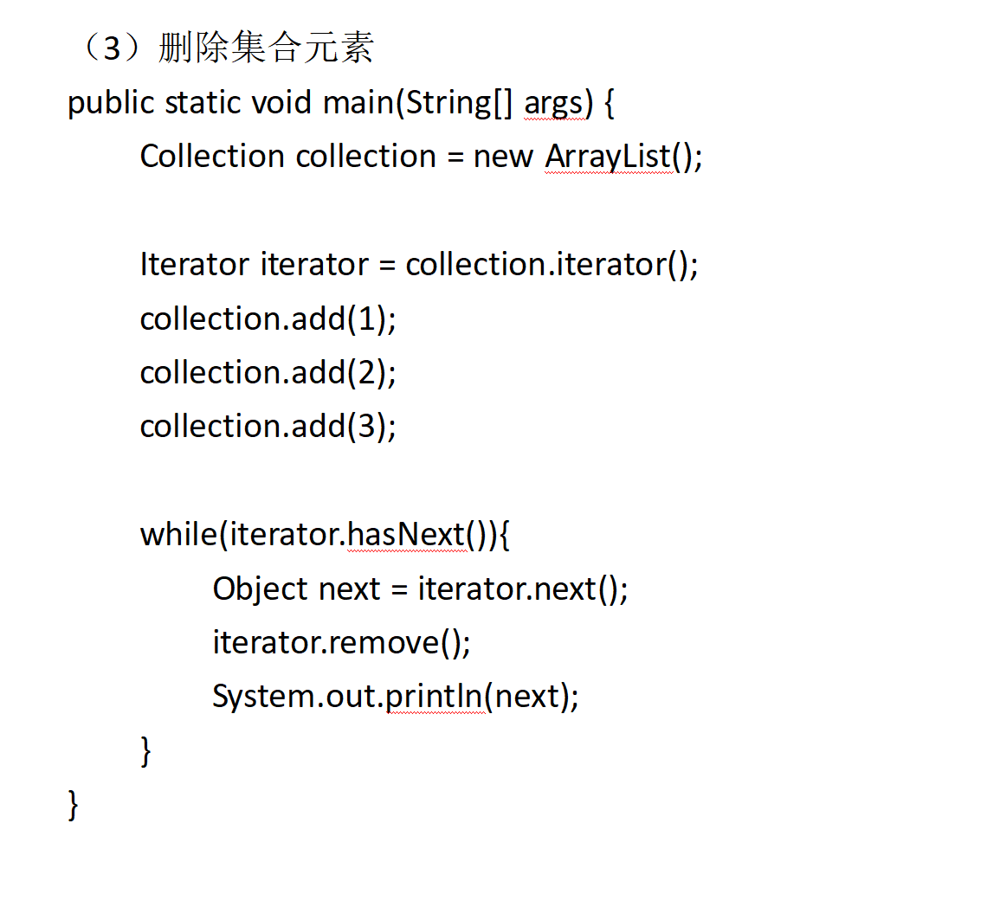 （3）删除集合元素
public static void main(String[] args) {
Collection collection = new ArrayList();
Iterator iterator = collection.iterator();
collection.add(1);
collection.add(2);
collection.add(3);
while(iterator.hasNext()){
Object next = iterator.next();
iterator.remove();
System.out.println(next);
}
}